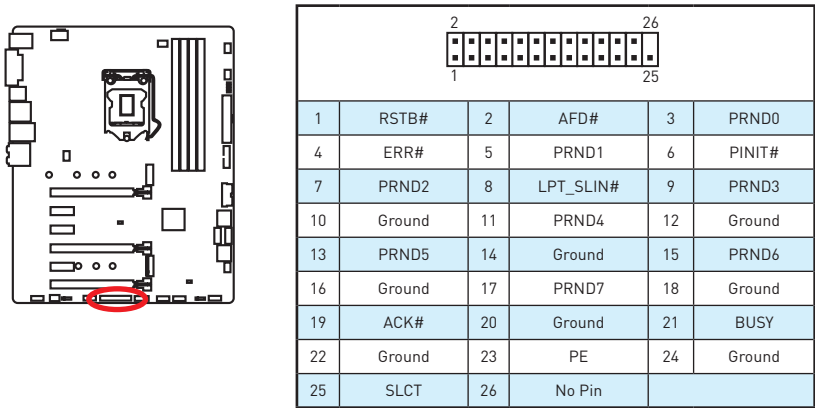 2 26
1 25
1 RSTB# 2 AFD# 3 PRND0
4 ERR# 5 PRND1 6 PINIT#
7 PRND2 8 LPT_SLIN# 9 PRND3
10 Ground 11 PRND4 12 Ground
13 PRND5 14 Ground 15 PRND6
16 Ground 17 PRND7 18 Ground
19 ACK# 20 Ground 21 BUSY
22 Ground 23 PE 24 Ground
25 SLCT 26 No Pin